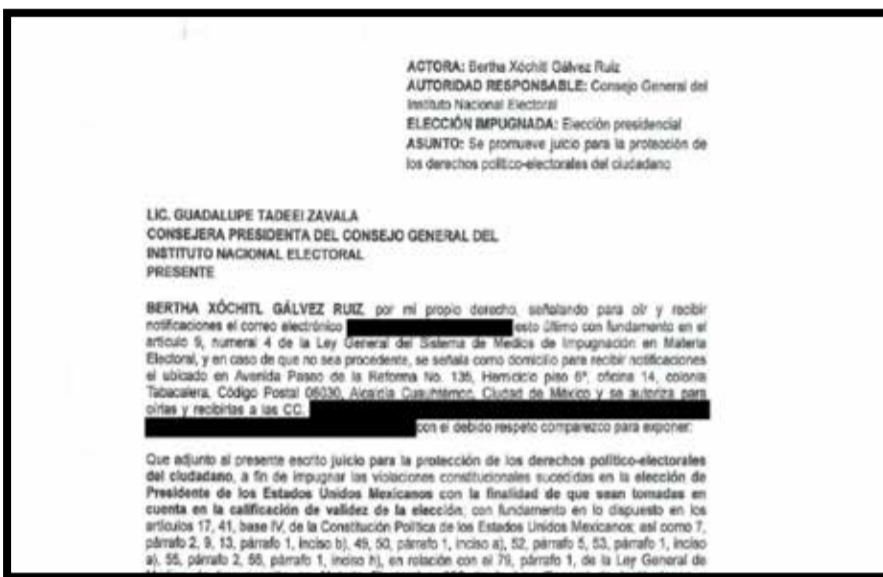 ACTORA: Bertha Xóchitl Gálvez Ruiz
AUTORIDAD RESPONSABLE: Consejo General del
Instituto Nacional Electoral
ELECCIÓN IMPUGNADA: Elección presidencial
ASUNTO: Se promueve juicio para la protección de
los derechos político-electorales del ciudadano
LIC. GUADALUPE TADEEI ZAVALA
CONSEJERA PRESIDENTA DEL CONSEJO GENERAL DEL
INSTITUTO NACIONAL ELECTORAL
PRESENTE
BERTHA XÓCHITL GÁLVEZ RUIZ, por mi propio derecho, señalando para oír y recibir
notificaciones el correo electrónico esto último con fundamento en el
artículo 9, numeral 4 de la Ley General del Sistema de Medios de Impugnación en Materia
Electoral, y en caso de que no sea procedente, se señala como domicilio para recibir notificaciones
el ubicado en Avenida Paseo de la Reforma No. 135, Hemiciclo piso 6°, oficina 14, colonia
Tabacalera, Código Postal 06030, Alcaldía Cuauhtémoc, Ciudad de México y se autoriza para
oírlas y recibirlas a las CC.
con el debido respeto comparezco para exponer:
Que adjunto al presente escrito juicio para la protección de los derechos político-electorales
del ciudadano, a fin de impugnar las violaciones constitucionales sucedidas en la elección de
Presidente de los Estados Unidos Mexicanos con la finalidad de que sean tomadas en
cuenta en la calificación de validez de la elección; con fundamento en lo dispuesto en los
artículos 17, 41, base IV, de la Constitución Política de los Estados Unidos Mexicanos; así como 7,
párrafo 2, 9, 13, párrafo 1, inciso b), 49, 50, párrafo 1, inciso a), 52, párrafo 5, 53, párrafo 1, inciso
a), 55, párrafo 2, 56, párrafo 1, inciso h), en relación con el 79, párrafo 1, de la Ley General de